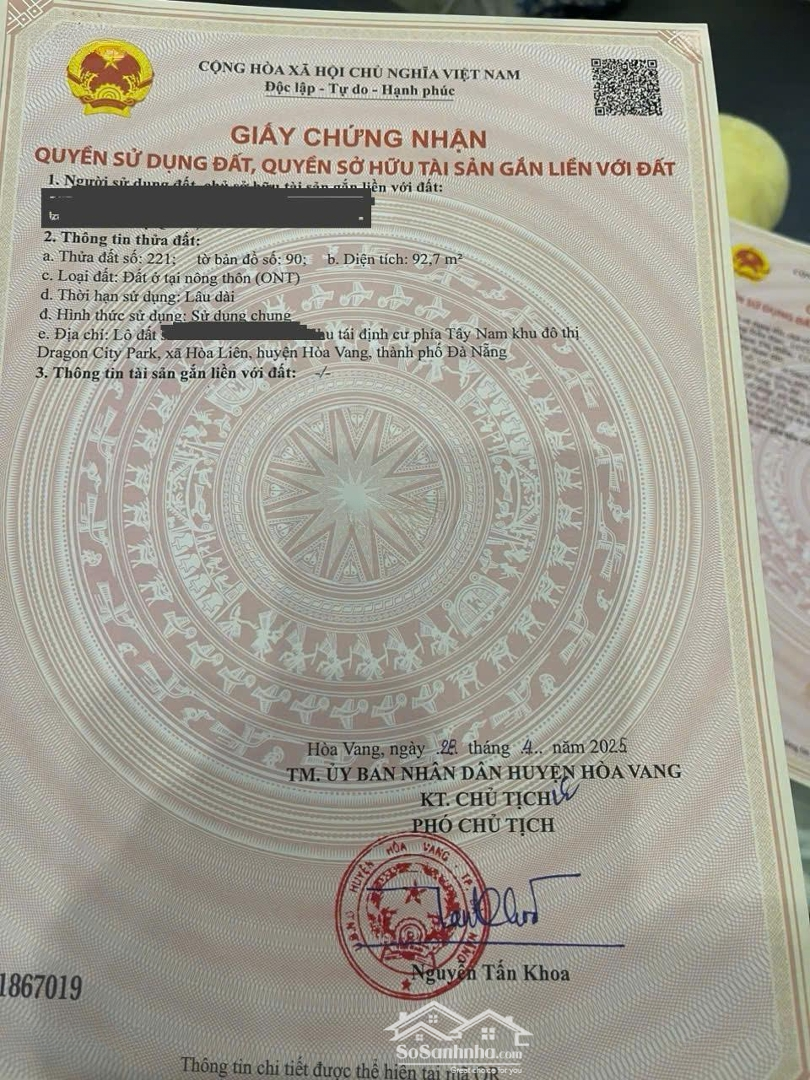 CỘNG HÒA XÃ HỘI CHỦ NGHĨA VIỆT NAM
Độc lập - Tự do - Hạnh phúc
GIẤY CHỨNG NHẬN
QUYỀN SỬ DỤNG ĐẤT, QUYỀN SỞ HỮU TÀI SẢN GẮN LIỀN VỚI ĐẤT
1. Người sử dụng đất, chủ sở hữu tài sản gắn liền với đất:
2. Thông tin thửa đất:
a. Thửa đất số: 221; tờ bản đồ số: 90; b. Diện tích: 92,7 m²
c. Loại đất: Đất ở tại nông thôn (ONT)
d. Thời hạn sử dụng: Lâu dài
đ. Hình thức sử dụng: Sử dụng chung
e. Địa chỉ: Lô đất tái định cư phía Tây Nam khu đô thị
Dragon City Park, xã Hòa Liên, huyện Hòa Vang, thành phố Đà Nẵng
3. Thông tin tài sản gắn liền với đất: -/-
Hòa Vang, ngày 28 tháng 4 năm 2025
TM. ỦY BAN NHÂN DÂN HUYỆN HÒA VANG
KT. CHỦ TỊCH
PHÓ CHỦ TỊCH
U.B.N.D HUYỆN HÒA VANG T.P
Nguyễn Tấn Khoa
1867019
SoSanhnha.com
Great choice for you
Thông tin chi tiết được thể hiện tại mã QR